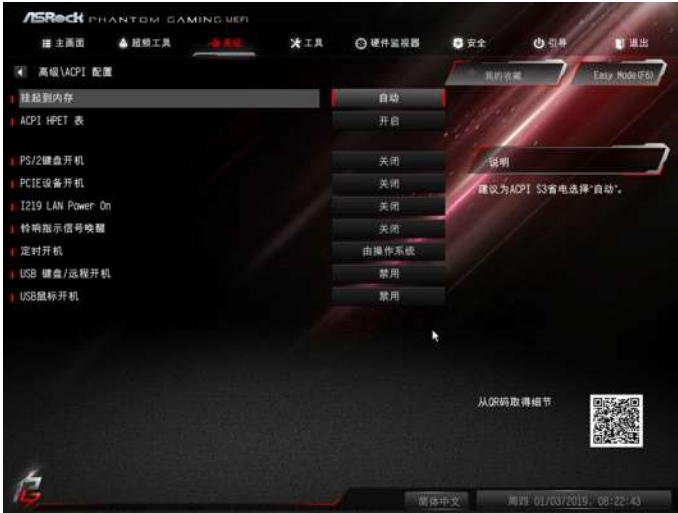 ASRock PHANTOM GAMING UEFI
主画面 超频工具 高级 工具 硬件监视器 安全 引导 退出
高级\ACPI 配置 我的收藏 Easy Mode(F6)
挂起到内存 自动
ACPI HPET 表 开启
PS/2键盘开机 关闭
说明
PCIE设备开机 关闭
建议为ACPI S3省电选择"自动"。
I219 LAN Power On 关闭
铃响指示信号唤醒 关闭
定时开机 由操作系统
USB 键盘/远程开机 禁用
USB鼠标开机 禁用
从QR码取得细节
简体中文 周四 01/03/2019, 08:22:43